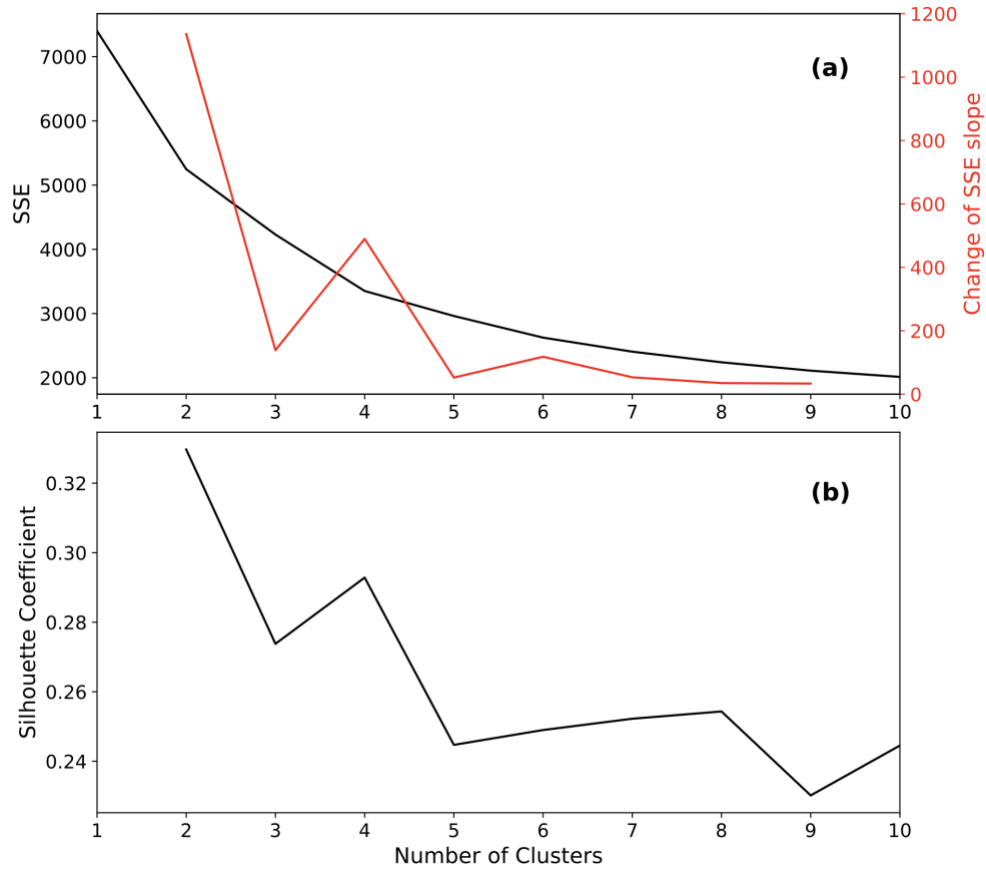 (a)
SSE
7000
6000
5000
4000
3000
2000
1200
1000
800
600
400
200
0
Change of SSE slope
1 2 3 4 5 6 7 8 9 10
(b)
Silhouette Coefficient
0.32
0.30
0.28
0.26
0.24
1 2 3 4 5 6 7 8 9 10
Number of Clusters